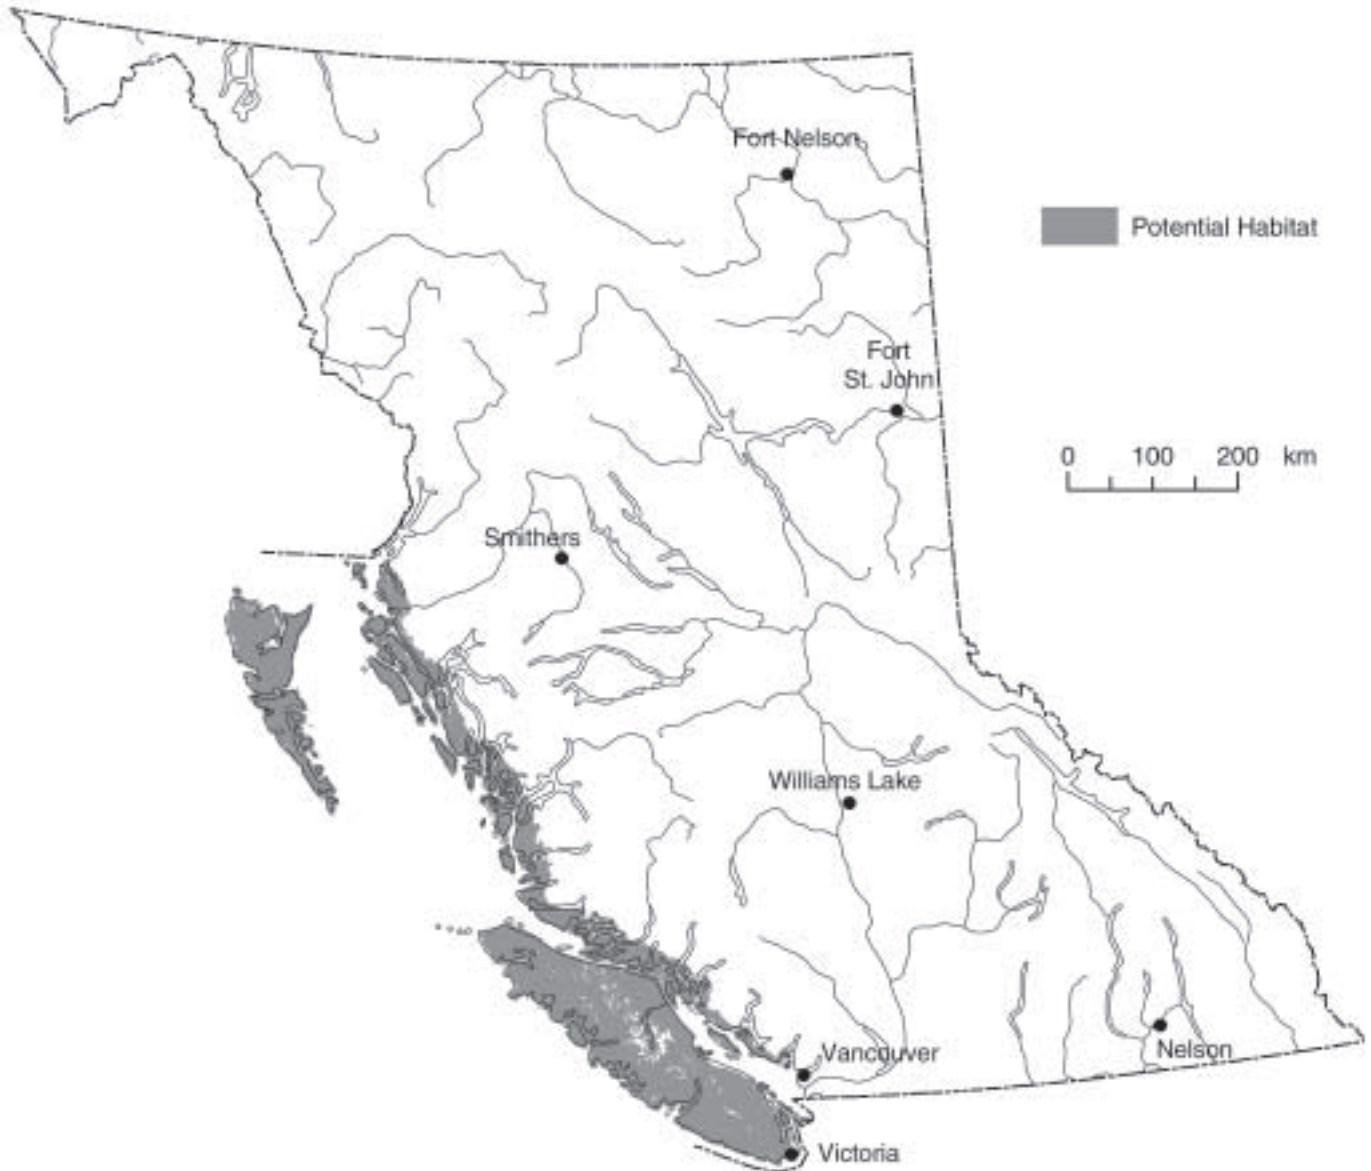 Fort Nelson
Potential Habitat
Fort
St. John
0 100 200 km
Smithers
Williams Lake
Vancouver
Nelson
Victoria